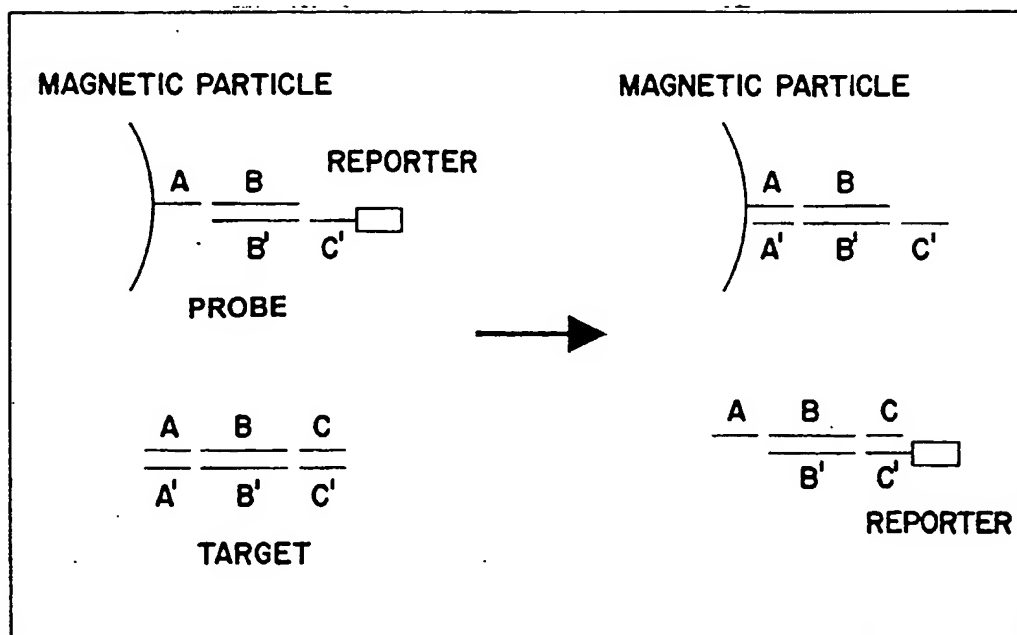 MAGNETIC PARTICLE
A B
REPORTER
B' C'
PROBE
A B C
A' B' C'
TARGET
MAGNETIC PARTICLE
A B
A' B' C'
A B C
B' C'
REPORTER